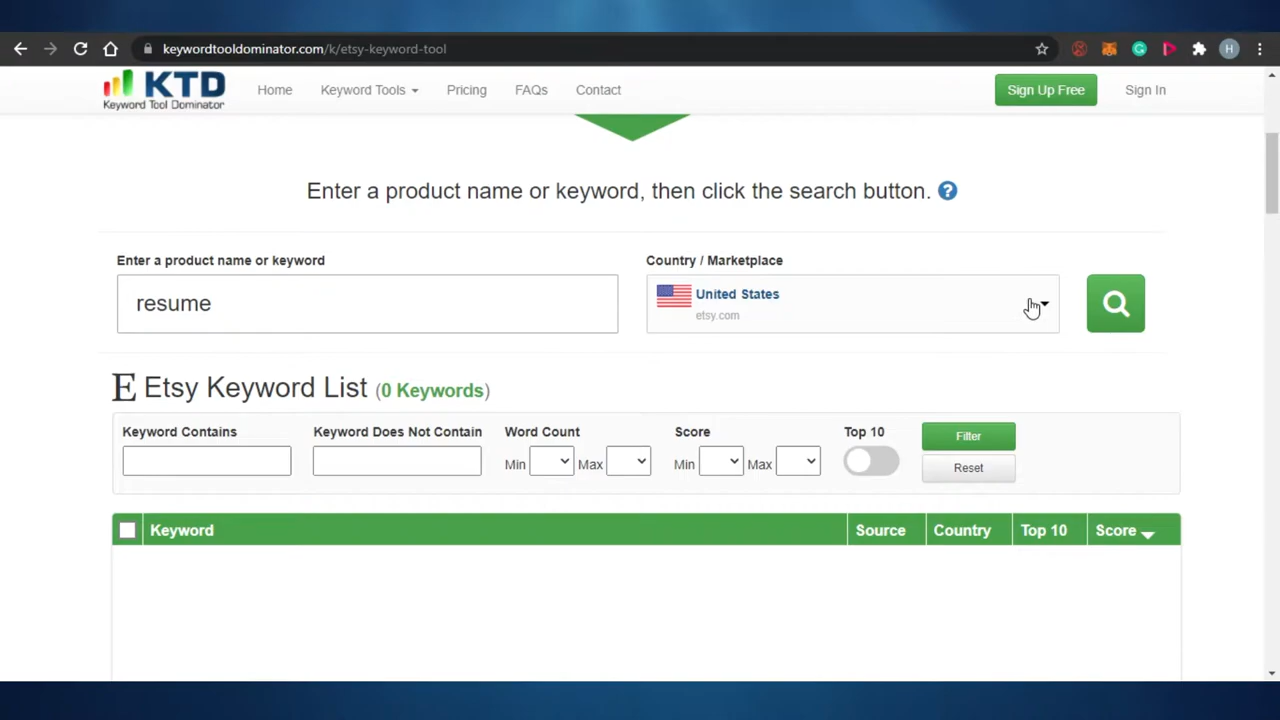 keywordtooldominator.com/k/etsy-keyword-tool
H
KTD
Keyword Tool Dominator
Home
Keyword Tools
Pricing
FAQs
Contact
Sign Up Free
Sign In
Enter a product name or keyword, then click the search button. ?
Enter a product name or keyword
Country / Marketplace
resume
United States
etsy.com
E Etsy Keyword List (0 Keywords)
Keyword Contains
Keyword Does Not Contain
Word Count
Score
Top 10
Min
Max
Min
Max
Filter
Reset
Keyword
Source
Country
Top 10
Score